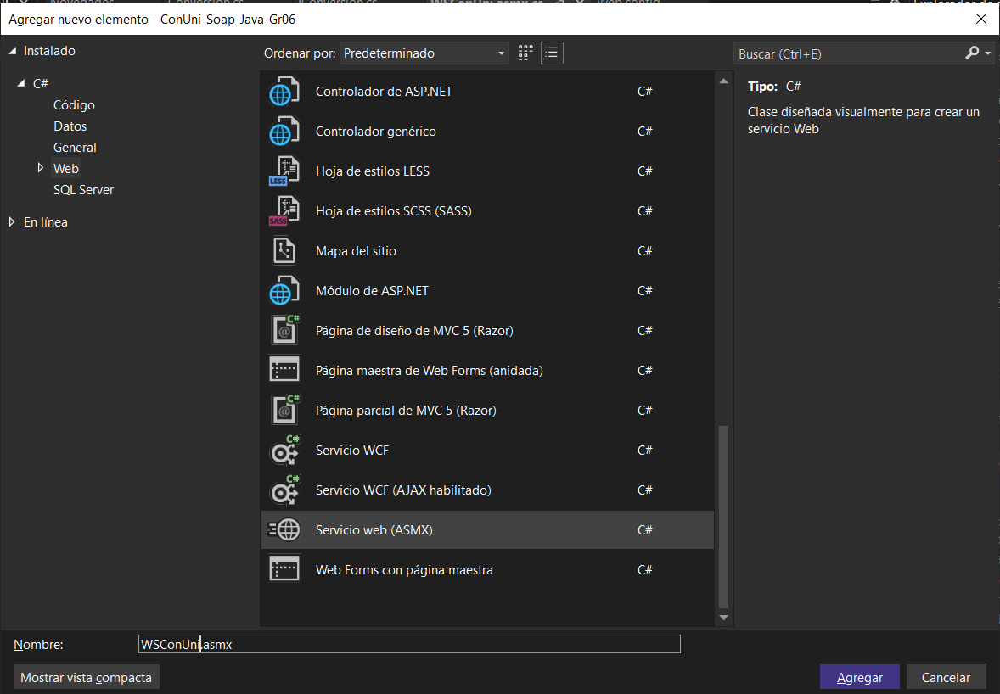 Agregar nuevo elemento - ConUni_Soap_Java_Gr06
Instalado
C#
Código
Datos
General
Web
SQL Server
En línea
Ordenar por: Predeterminado
Controlador de ASP.NET C#
Controlador genérico C#
LESS Hoja de estilos LESS C#
SASS Hoja de estilos SCSS (SASS) C#
Mapa del sitio C#
Módulo de ASP.NET C#
C# @ Página de diseño de MVC 5 (Razor) C#
Página maestra de Web Forms (anidada) C#
C# @ Página parcial de MVC 5 (Razor) C#
C# Servicio WCF C#
C# Servicio WCF (AJAX habilitado) C#
Servicio web (ASMX) C#
Web Forms con página maestra C#
Buscar (Ctrl+E)
Tipo: C#
Clase diseñada visualmente para crear un
servicio Web
Nombre: WSConUni.asmx
Mostrar vista compacta
Agregar
Cancelar